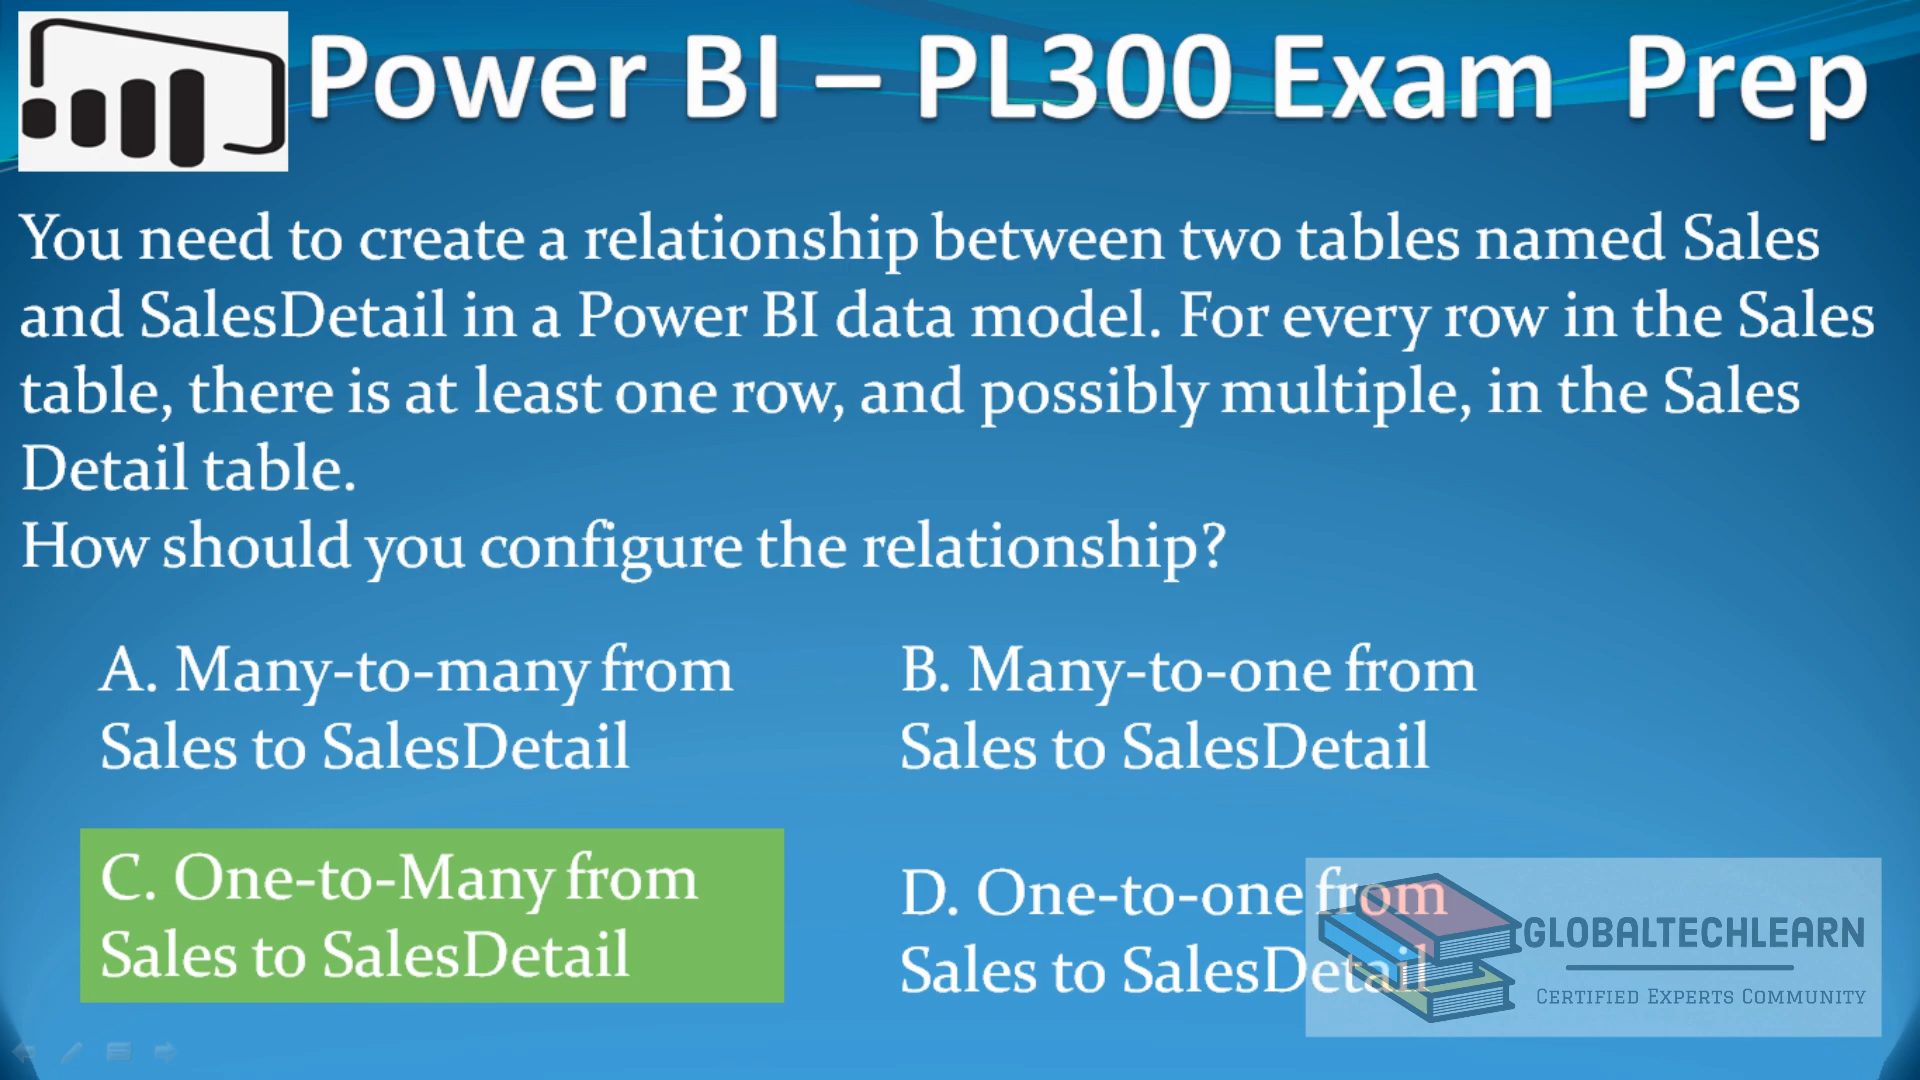 Power BI – PL300 Exam Prep
You need to create a relationship between two tables named Sales
and SalesDetail in a Power BI data model. For every row in the Sales
table, there is at least one row, and possibly multiple, in the Sales
Detail table.
How should you configure the relationship?
A. Many-to-many from
Sales to SalesDetail
B. Many-to-one from
Sales to SalesDetail
C. One-to-Many from
Sales to SalesDetail
D. One-to-one from
Sales to SalesDetail
GLOBALTECHLEARN
CERTIFIED EXPERTS COMMUNITY